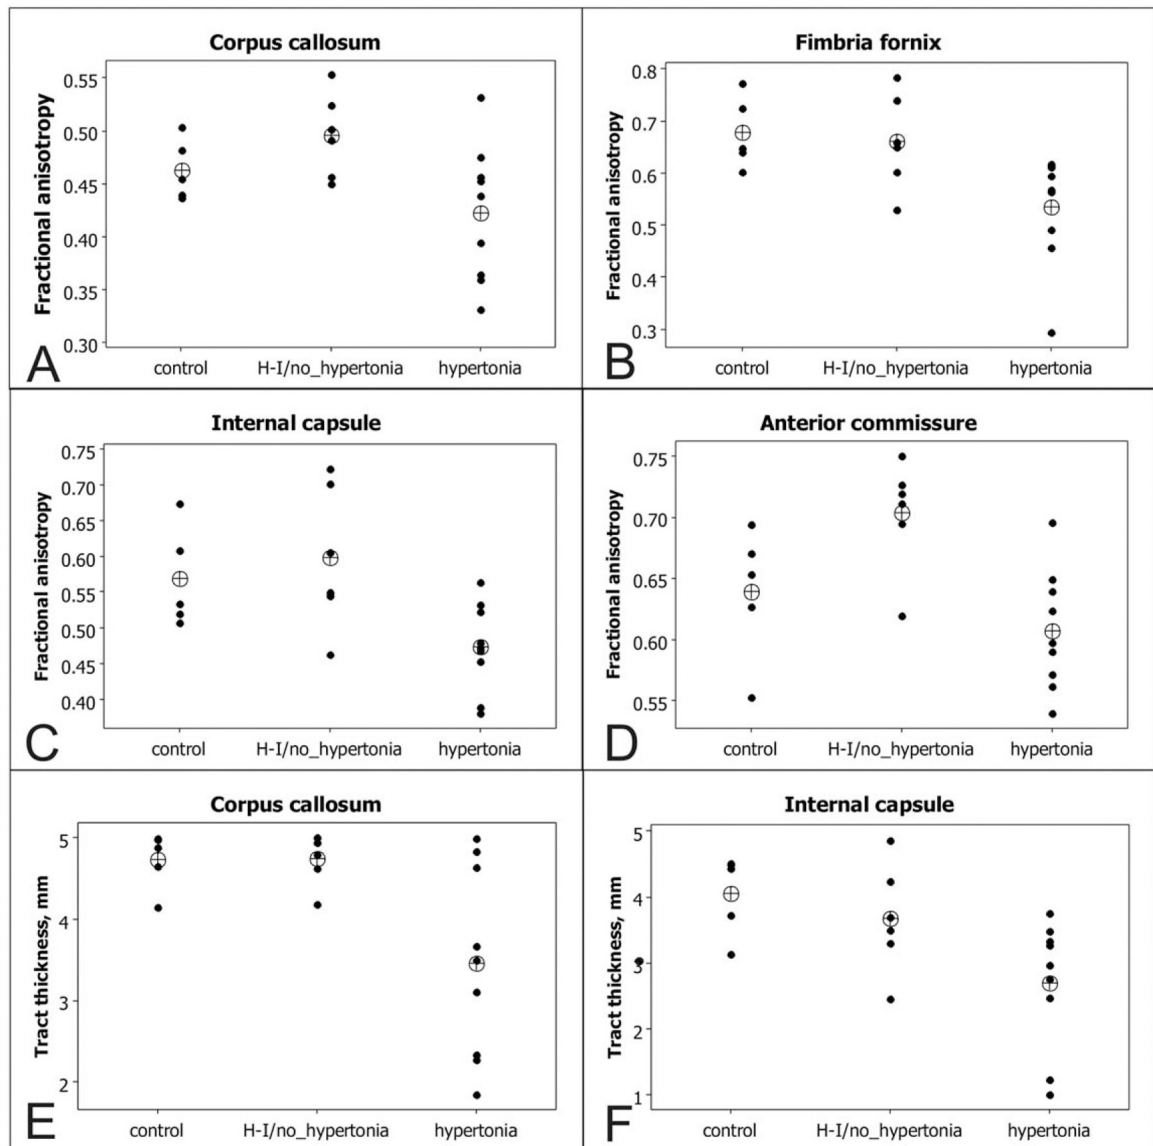 Corpus callosum
Fractional anisotropy
0.55
0.50
0.45
0.40
0.35
0.30
control H-I/no_hypertonia hypertonia
A
Fimbria fornix
Fractional anisotropy
0.8
0.7
0.6
0.5
0.4
0.3
control H-I/no_hypertonia hypertonia
B
Internal capsule
Fractional anisotropy
0.75
0.70
0.65
0.60
0.55
0.50
0.45
0.40
control H-I/no_hypertonia hypertonia
C
Anterior commissure
Fractional anisotropy
0.75
0.70
0.65
0.60
0.55
control H-I/no_hypertonia hypertonia
D
Corpus callosum
Tract thickness, mm
5
4
3
2
control H-I/no_hypertonia hypertonia
E
Internal capsule
Tract thickness, mm
5
4
3
2
1
control H-I/no_hypertonia hypertonia
F